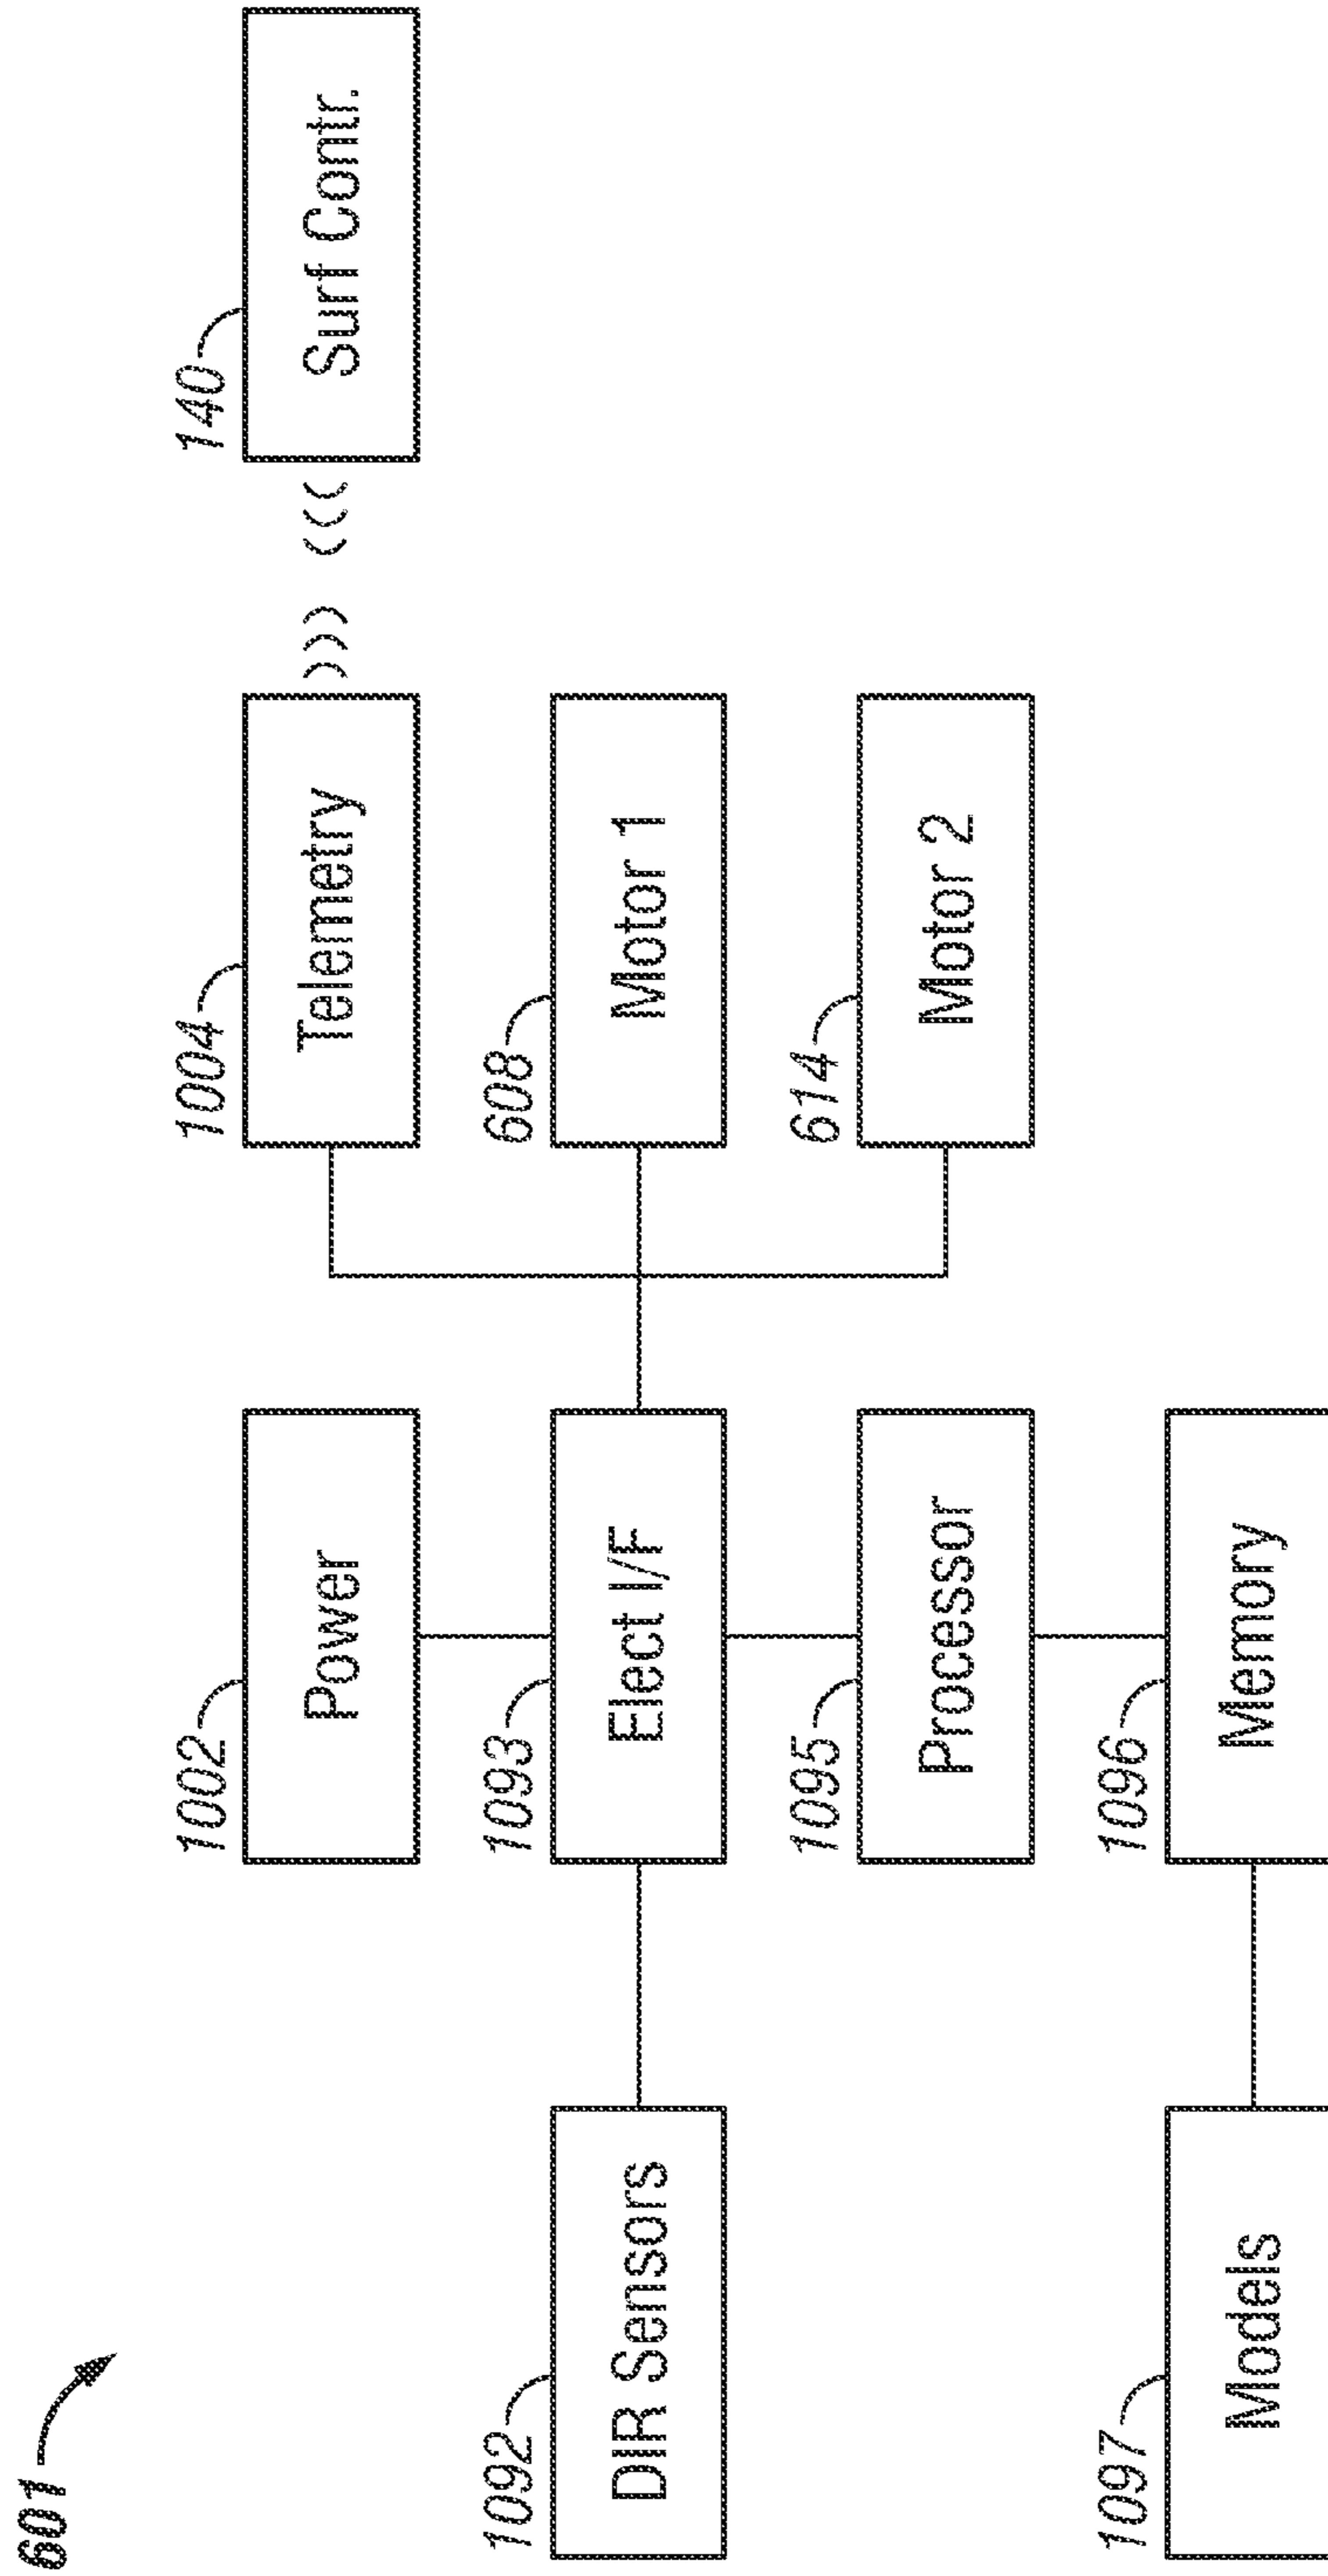 601
1002
Power
1004
Telemetry
140
Surf Contr.
1092
DIR Sensors
1093
Elect I/F
608
Motor 1
1095
Processor
614
Motor 2
1097
Models
1096
Memory